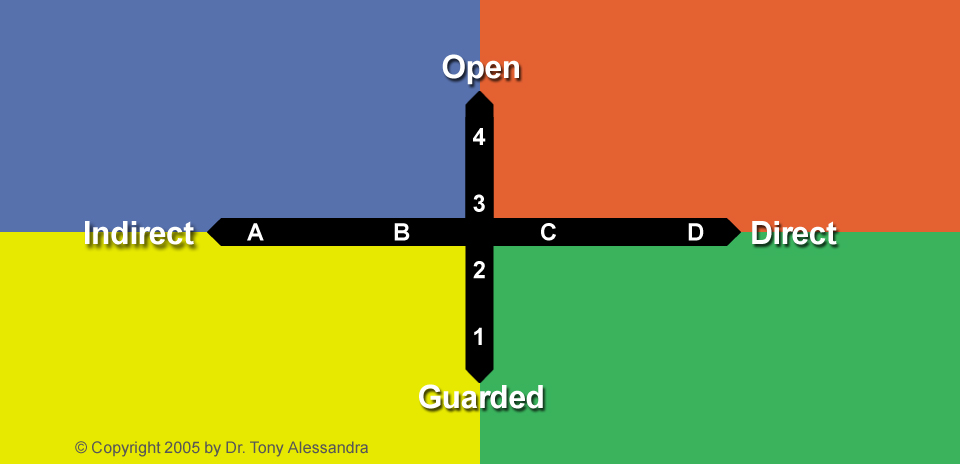 Open
4
3
Indirect A B C D Direct
2
1
Guarded
© Copyright 2005 by Dr. Tony Alessandra